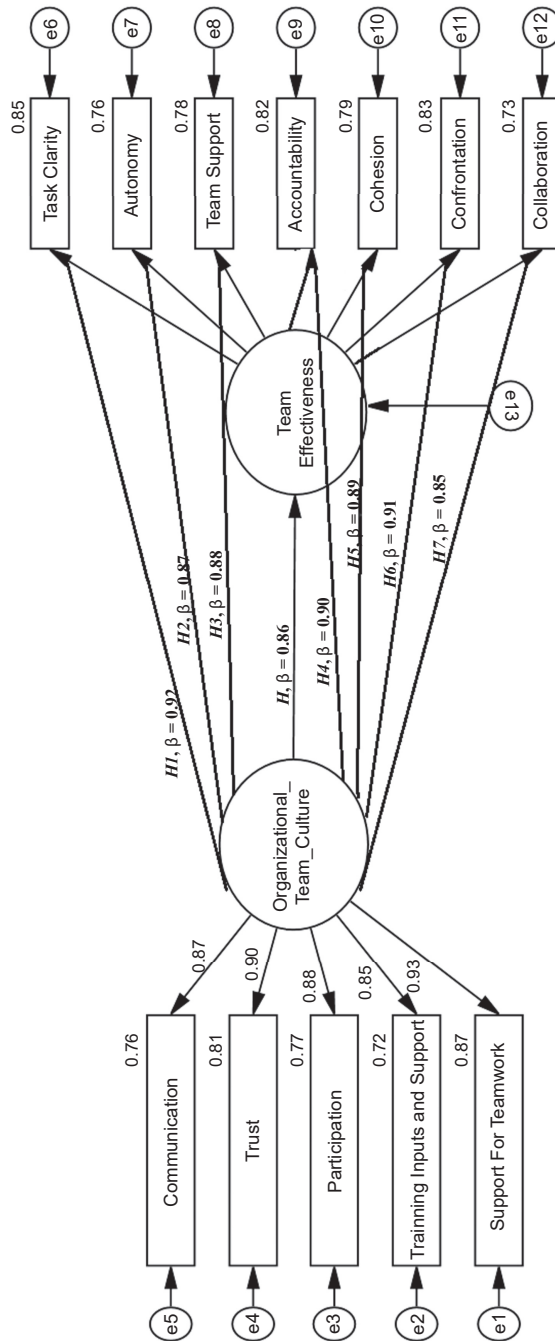 e5
e4
e3
e2
e1
0.76
Communication
0.81
Trust
0.77
Participation
0.72
Trainning Inputs and Support
0.87
Support For Teamwork
0.87
0.90
0.88
0.85
0.93
Organizational_
Team_Culture
H1, β = 0.92
H2, β = 0.87
H3, β = 0.88
H, β = 0.86
H4, β = 0.90
H5, β = 0.89
H6, β = 0.91
H7, β = 0.85
Team
Effectiveness
e13
0.85
Task Clarity
0.76
Autonomy
0.78
Team Support
0.82
Accountability
0.79
Cohesion
0.83
Confrontation
0.73
Collaboration
e6
e7
e8
e9
e10
e11
e12